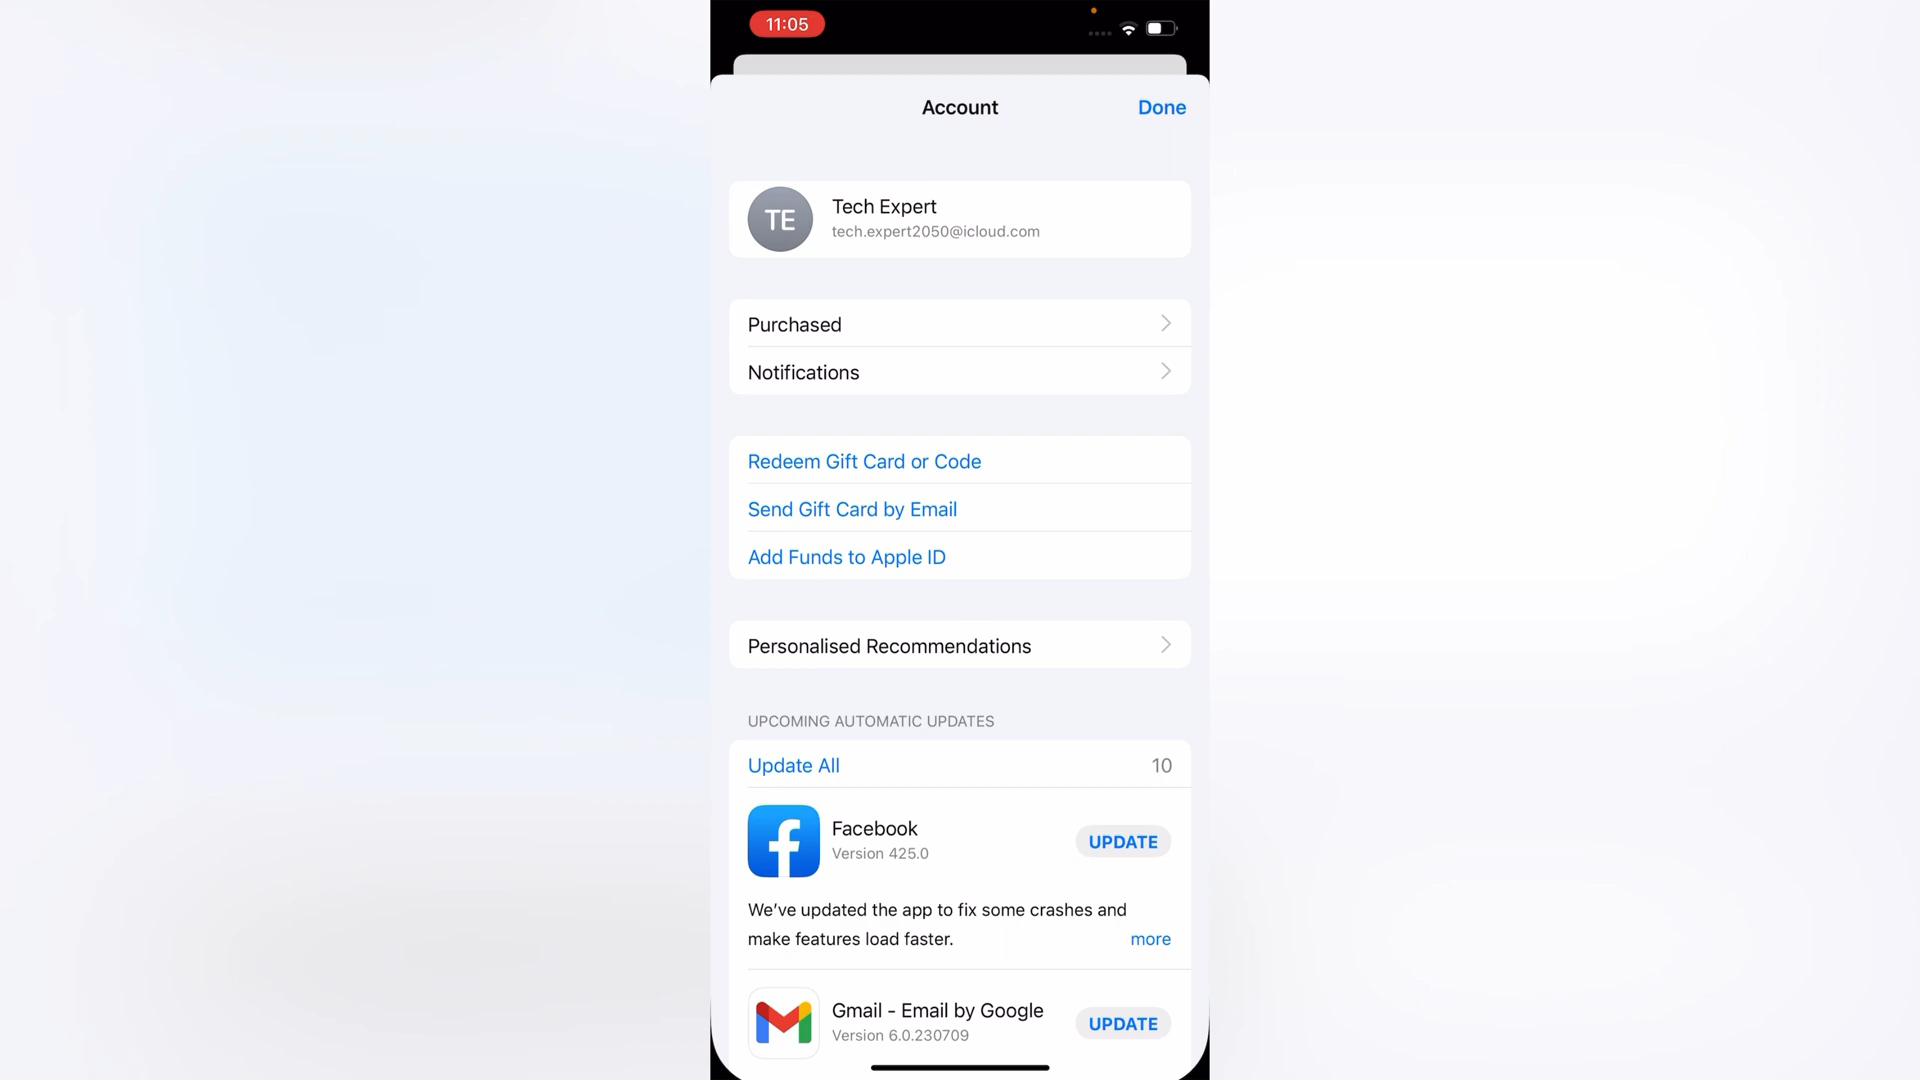 11:05
Account
Done
TE
Tech Expert
tech.expert2050@icloud.com
Purchased
Notifications
Redeem Gift Card or Code
Send Gift Card by Email
Add Funds to Apple ID
Personalised Recommendations
UPCOMING AUTOMATIC UPDATES
Update All
10
Facebook
Version 425.0
UPDATE
We’ve updated the app to fix some crashes and
make features load faster.
more
Gmail - Email by Google
Version 6.0.230709
UPDATE